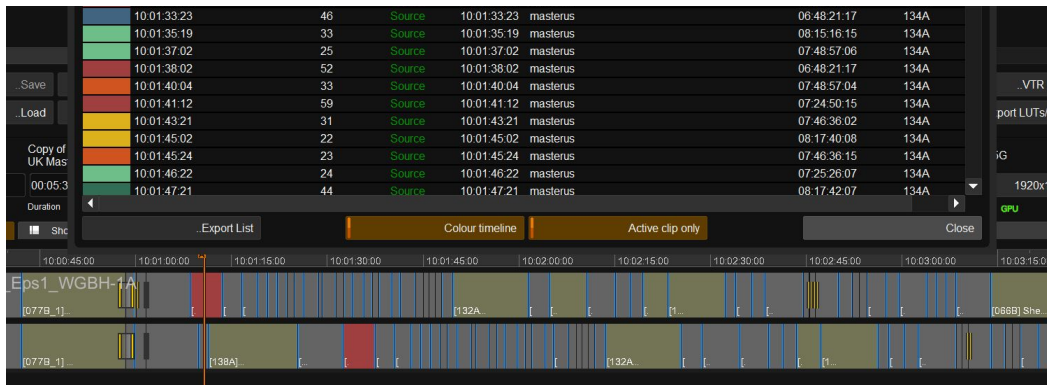 10:01:33:23 46 Source 10:01:33:23 masterus 06:48:21:17 134A
10:01:35:19 33 Source 10:01:35:19 masterus 08:15:16:15 134A
10:01:37:02 25 Source 10:01:37:02 masterus 07:48:57:06 134A
10:01:38:02 52 Source 10:01:38:02 masterus 06:48:21:17 134A
..Save 10:01:40:04 33 Source 10:01:40:04 masterus 07:48:57:04 134A ..VTR
10:01:41:12 59 Source 10:01:41:12 masterus 07:24:50:15 134A
..Load 10:01:43:21 31 Source 10:01:43:21 masterus 07:46:36:02 134A port LUTs/
10:01:45:02 22 Source 10:01:45:02 masterus 08:17:40:08 134A
Copy of 10:01:45:24 23 Source 10:01:45:24 masterus 07:46:36:15 134A iG
UK Mas 10:01:46:22 24 Source 10:01:46:22 masterus 07:25:26:07 134A
00:05:3 10:01:47:21 44 Source 10:01:47:21 masterus 08:17:42:07 134A 1920x1
Duration GPU
Sho ..Export List Colour timeline Active clip only Close
10:00:45:00 10:01:00:00 10:01:15:00 10:01:30:00 10:01:45:00 10:02:00:00 10:02:15:00 10:02:30:00 10:02:45:00 10:03:00:00 10:03:15:0
_Eps1_WGBH-1A
[077B_1]... [ [ [ [132A... [ [. [1... [ [. [. [. [. [066B] She...
[077B_1]... [138A]... [.. [. [ [ [.. [ [132A... [. [.. [. [.. [1... [. [. [